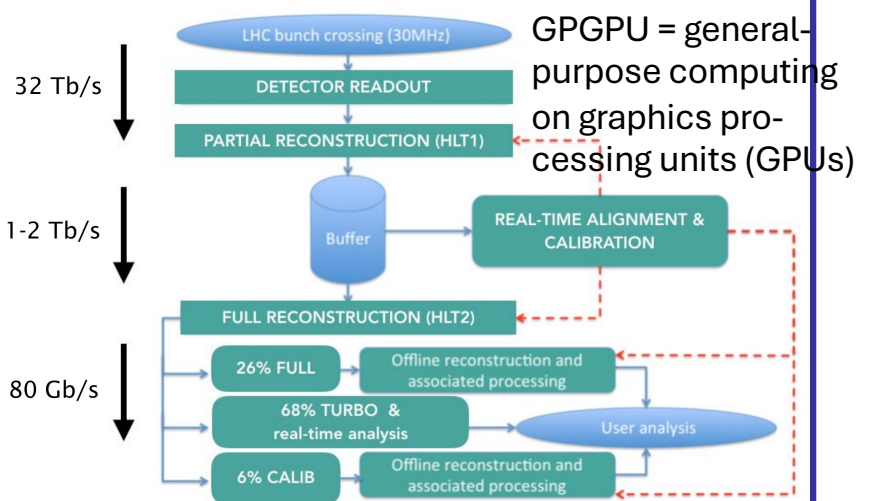 LHC bunch crossing (30MHz)
GPGPU = general-
purpose computing
on graphics pro-
cessing units (GPUs)
32 Tb/s
DETECTOR READOUT
PARTIAL RECONSTRUCTION (HLT1)
1-2 Tb/s
Buffer
REAL-TIME ALIGNMENT &
CALIBRATION
FULL RECONSTRUCTION (HLT2)
80 Gb/s
26% FULL
Offline reconstruction and
associated processing
68% TURBO &
real-time analysis
User analysis
6% CALIB
Offline reconstruction and
associated processing